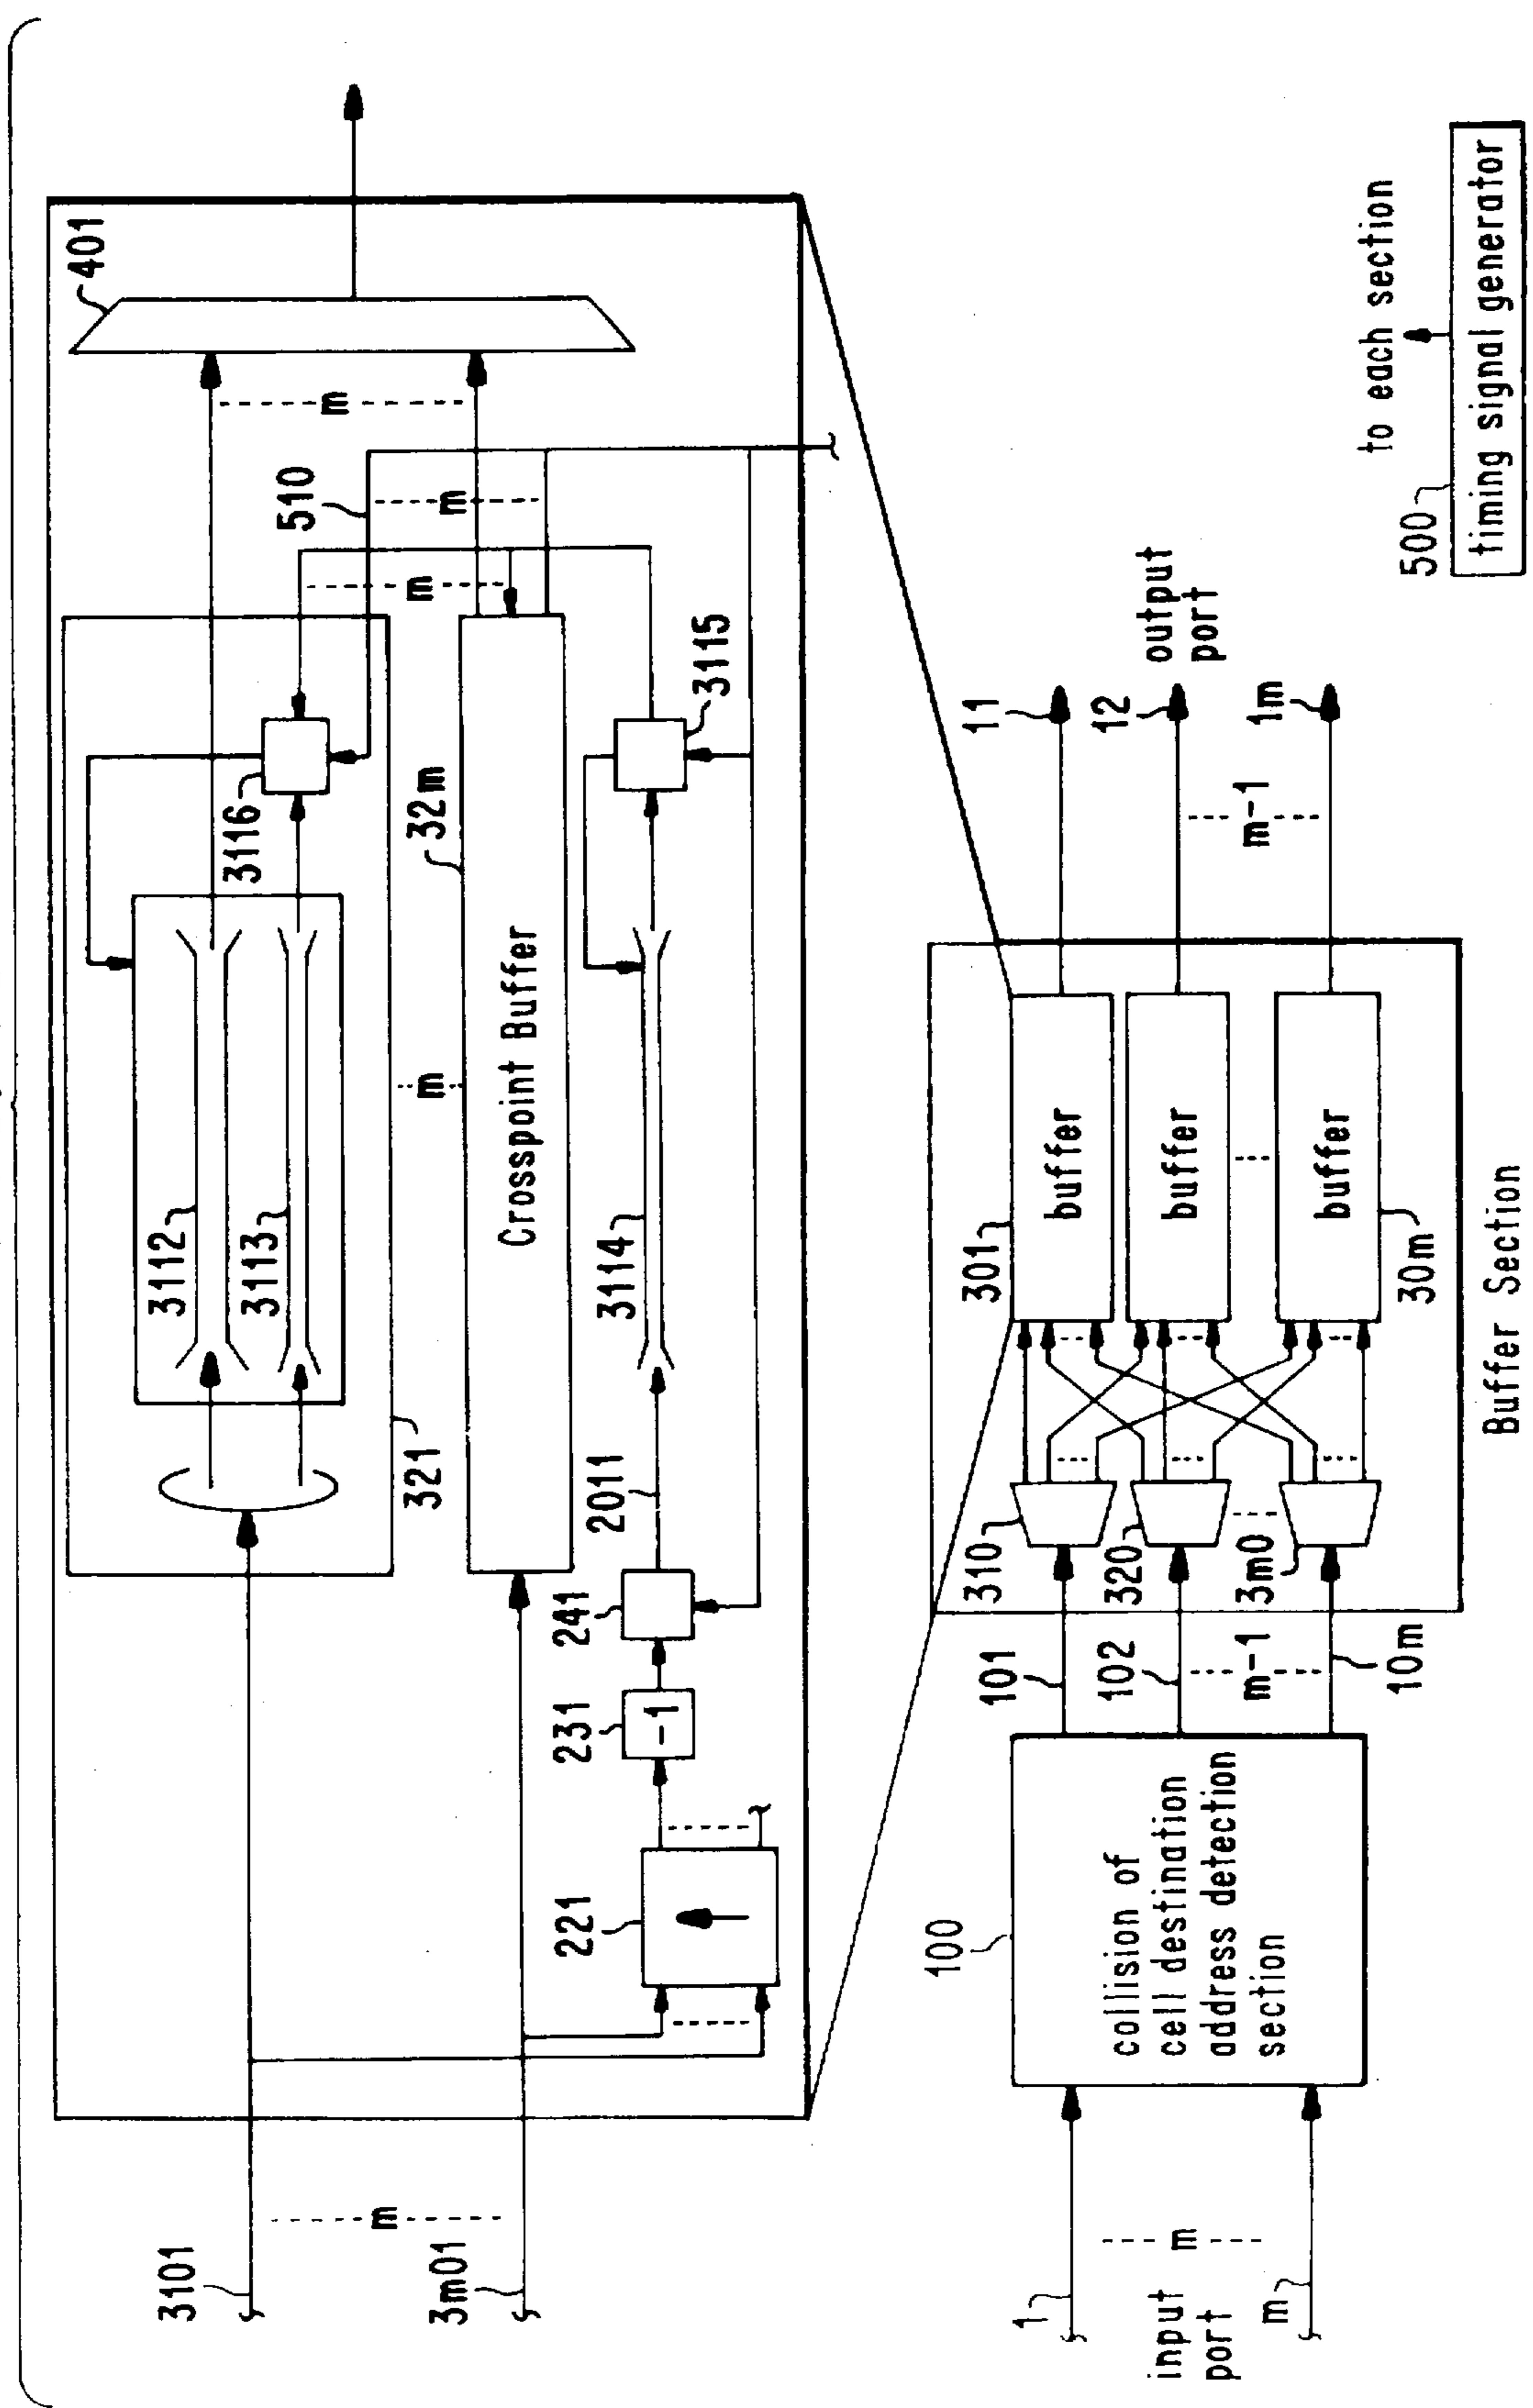 3101
m
3m01
321
3112
3113
3116
510
m
m
m
401
32m
Crosspoint Buffer
221
231
-1
241
2011
3114
3115
input
port
1
m
m
100
collision of
cell destination
address detection
section
101
102
m-1
10m
310
320
3m0
301
buffer
buffer
buffer
30m
Buffer Section
11
12
output
port
m-1
1m
500
timing signal generator
to each section